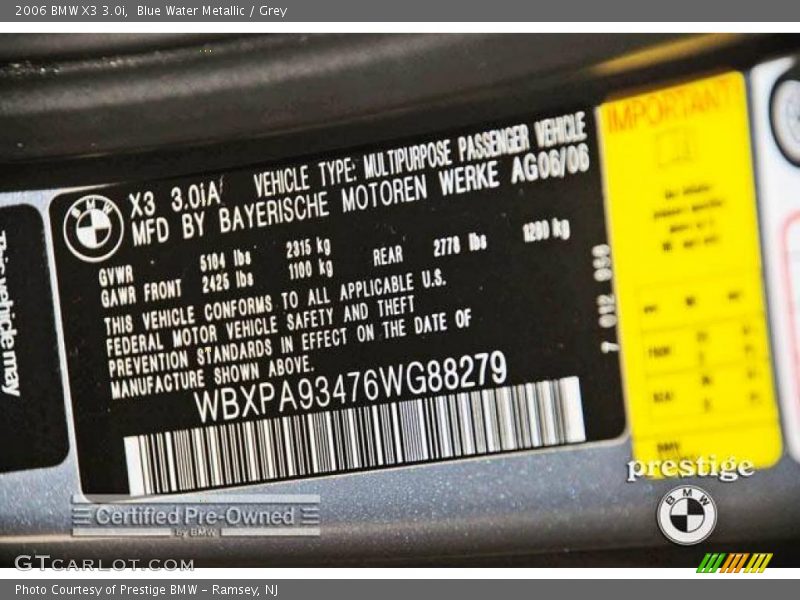 2006 BMW X3 3.0i,  Blue Water Metallic / Grey
BMW
X3 3.0iA VEHICLE TYPE: MULTIPURPOSE PASSENGER VEHICLE
MFD BY BAYERISCHE MOTOREN WERKE AG06/06
GVWR 5104 lbs 2315 kg
GAWR FRONT 2425 lbs 1100 kg REAR 2778 lbs 1260 kg
THIS VEHICLE CONFORMS TO ALL APPLICABLE U.S.
FEDERAL MOTOR VEHICLE SAFETY AND THEFT
PREVENTION STANDARDS IN EFFECT ON THE DATE OF
MANUFACTURE SHOWN ABOVE.
WBXPA93476WG88279
This vehicle may
IMPORTANT!
prestige
BMW
Certified Pre-Owned
by BMW
GTCARLOT.COM
Photo Courtesy of Prestige BMW - Ramsey, NJ